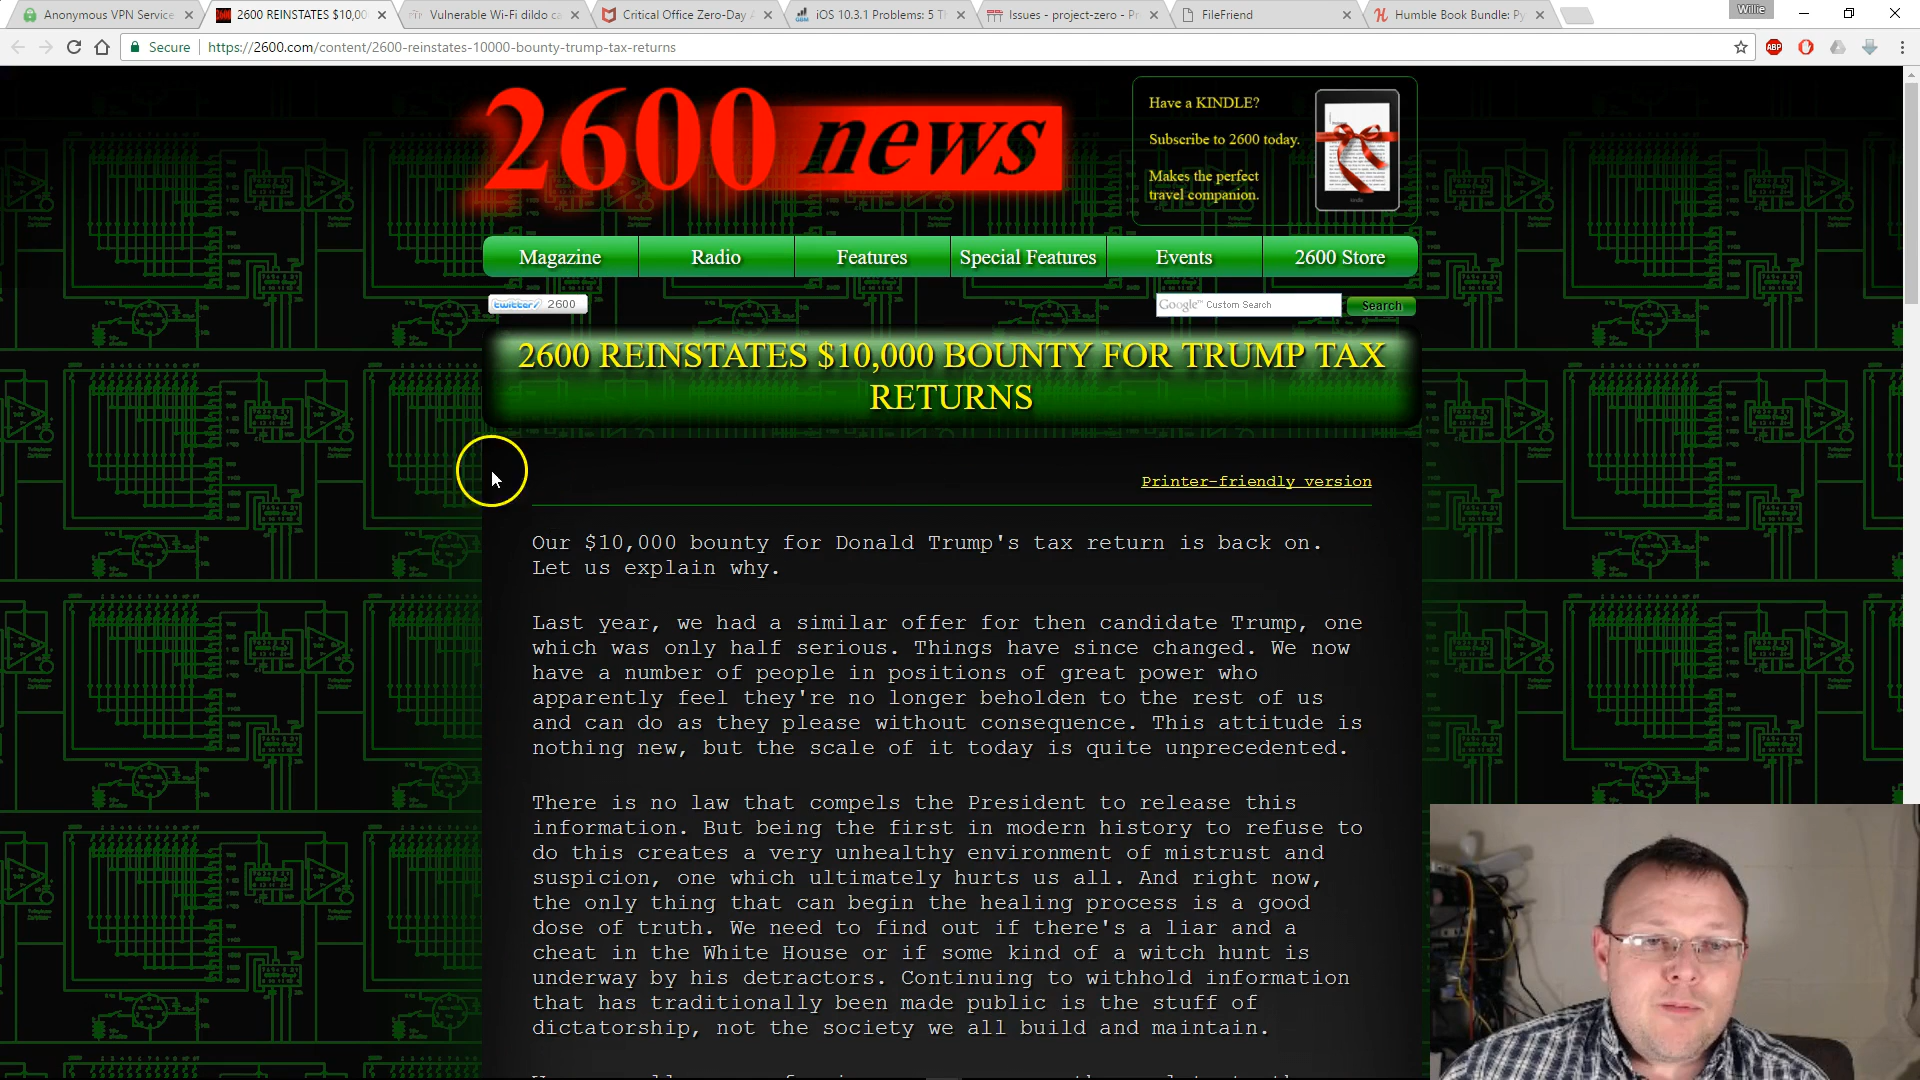 Anonymous VPN Service
2600 REINSTATES $10,00
Vulnerable Wi-Fi dildo ca
Critical Office Zero-Day
iOS 10.3.1 Problems: 5 T
Issues - project-zero - Pr
FileFriend
Humble Book Bundle: Py
Willie
Secure
https://2600.com/content/2600-reinstates-10000-bounty-trump-tax-returns
ABP
2600 news
Have a KINDLE?
Subscribe to 2600 today.
Makes the perfect
travel companion.
kindle
Magazine
Radio
Features
Special Features
Events
2600 Store
twitter 2600
Google™ Custom Search
Search
2600 REINSTATES $10,000 BOUNTY FOR TRUMP TAX
RETURNS
Printer-friendly version
Our $10,000 bounty for Donald Trump's tax return is back on.
Let us explain why.
Last year, we had a similar offer for then candidate Trump, one
which was only half serious. Things have since changed. We now
have a number of people in positions of great power who
apparently feel they're no longer beholden to the rest of us
and can do as they please without consequence. This attitude is
nothing new, but the scale of it today is quite unprecedented.
There is no law that compels the President to release this
information. But being the first in modern history to refuse to
do this creates a very unhealthy environment of mistrust and
suspicion, one which ultimately hurts us all. And right now,
the only thing that can begin the healing process is a good
dose of truth. We need to find out if there's a liar and a
cheat in the White House or if some kind of a witch hunt is
underway by his detractors. Continuing to withhold information
that has traditionally been made public is the stuff of
dictatorship, not the society we all build and maintain.